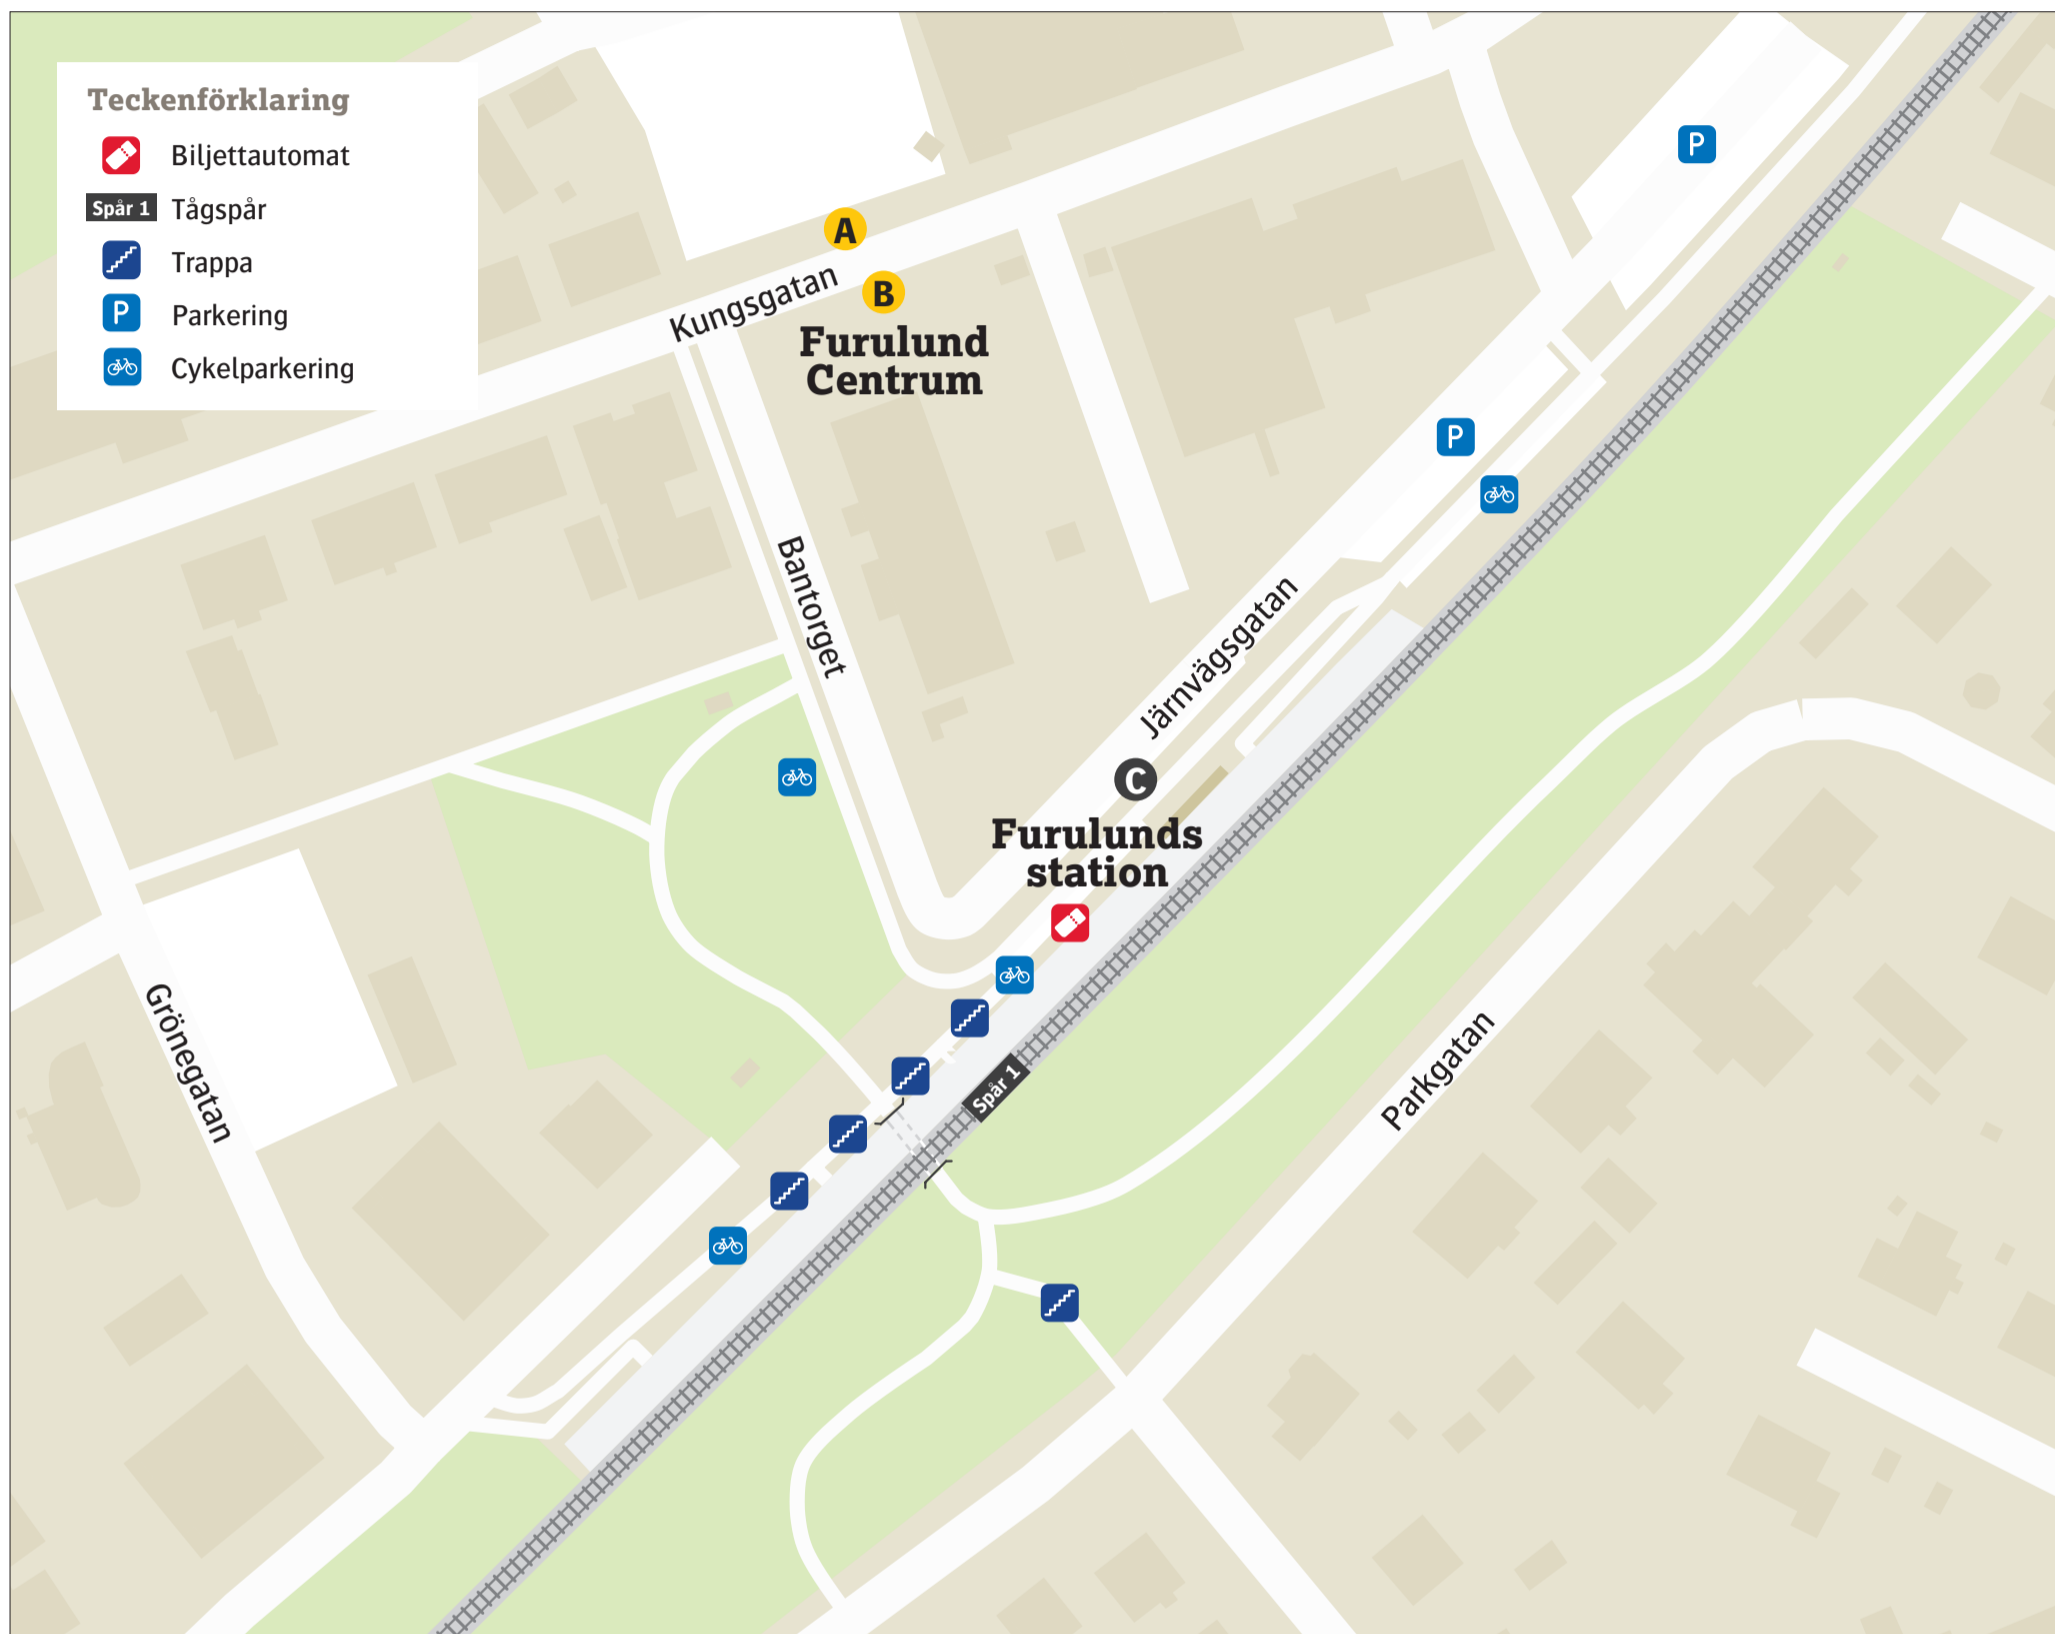 Teckenförklaring
Biljettautomat
Spår 1 Tågspår
Trappa
P Parkering
Cykelparkering
P
A
Kungsgatan
B
Furulund
Centrum
P
Bantorget
Järnvägsgatan
C
Furulunds
station
Grönegatan
Spår 1
Parkgatan